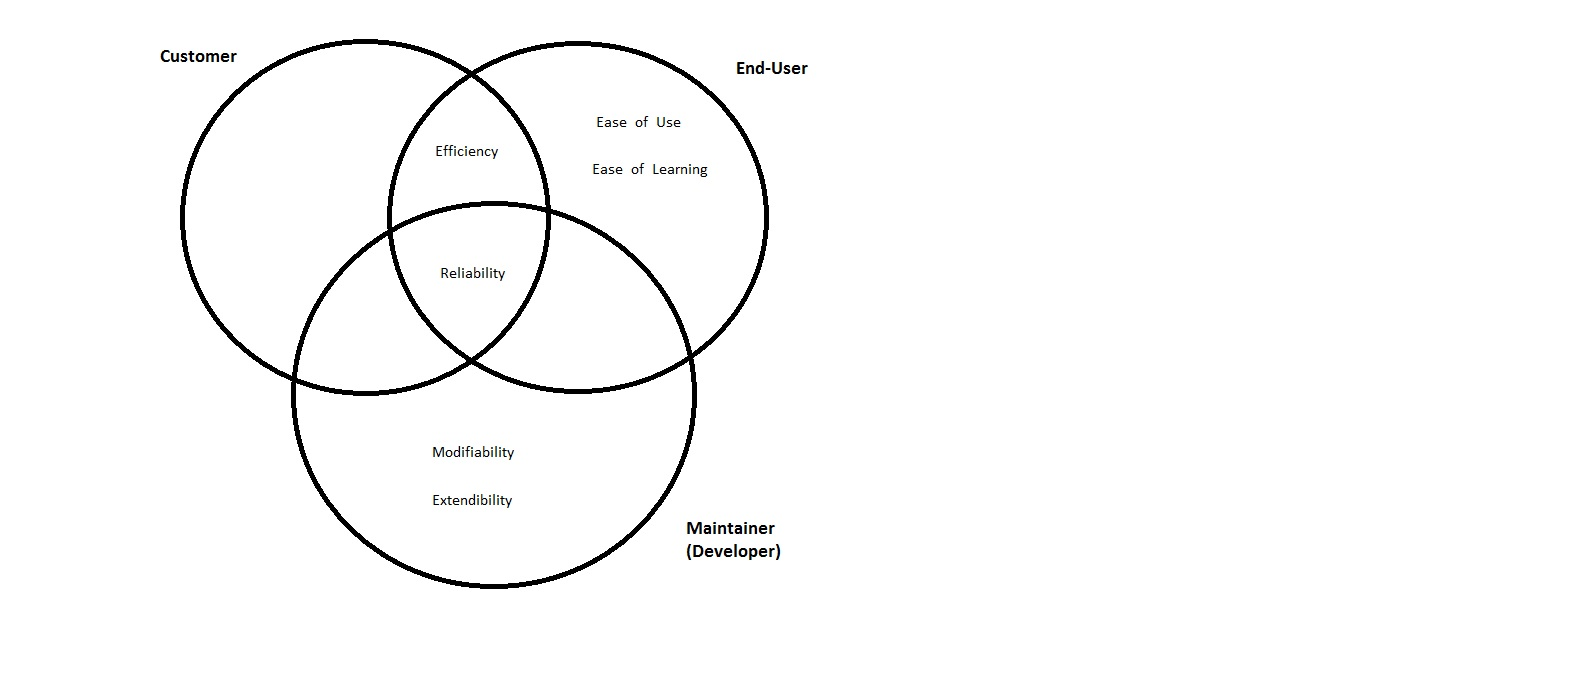 Customer
End-User
Ease of Use
Efficiency
Ease of Learning
Reliability
Modifiability
Extendibility
Maintainer
(Developer)